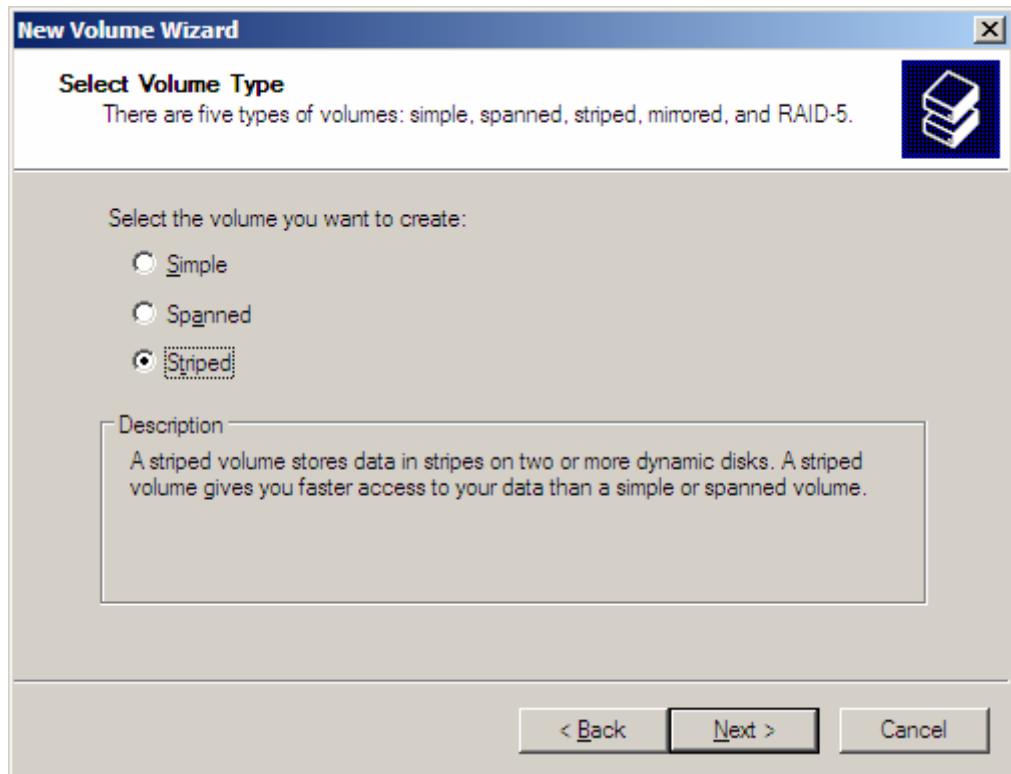 New Volume Wizard
Select Volume Type
There are five types of volumes: simple, spanned, striped, mirrored, and RAID-5.
Select the volume you want to create:
Simple
Spanned
Striped
Description
A striped volume stores data in stripes on two or more dynamic disks. A striped
volume gives you faster access to your data than a simple or spanned volume.
< Back
Next >
Cancel